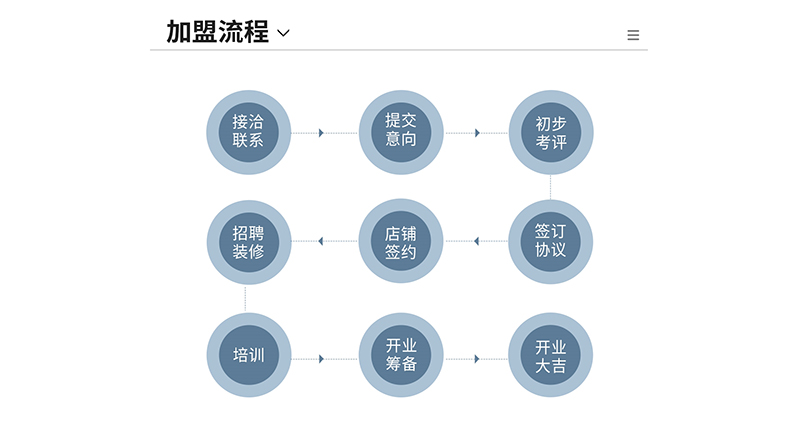 加盟流程
接洽
联系
提交
意向
初步
考评
签订
协议
店铺
签约
招聘
装修
培训
开业
筹备
开业
大吉